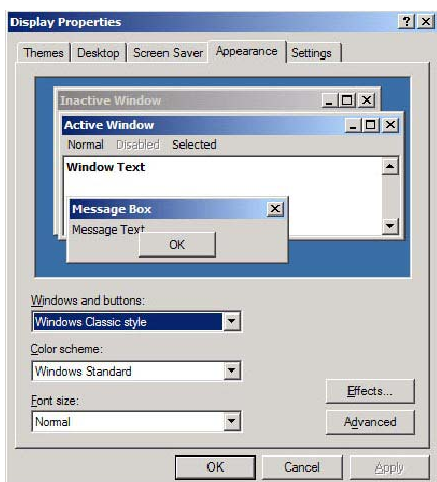 Display Properties
Themes Desktop Screen Saver Appearance Settings
Inactive Window
Active Window
Normal Disabled Selected
Window Text
Message Box
Message Text
OK
Windows and buttons:
Windows Classic style
Color scheme:
Windows Standard
Effects...
Font size:
Normal
Advanced
OK Cancel Apply